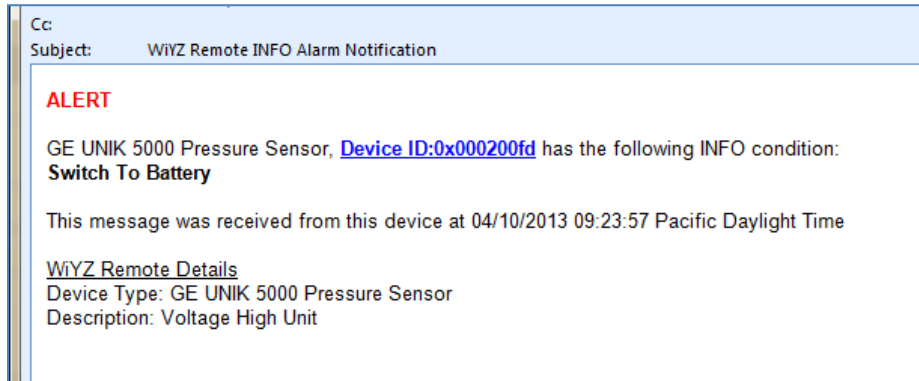 Cc:
Subject: WiYZ Remote INFO Alarm Notification
ALERT
GE UNIK 5000 Pressure Sensor, Device ID:0x000200fd has the following INFO condition:
Switch To Battery
This message was received from this device at 04/10/2013 09:23:57 Pacific Daylight Time
WiYZ Remote Details
Device Type: GE UNIK 5000 Pressure Sensor
Description: Voltage High Unit